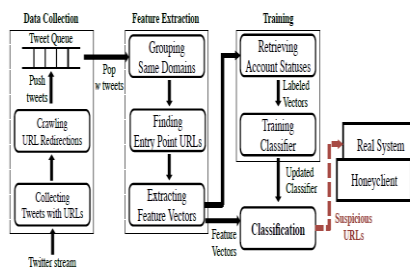 Data Collection
Feature Extraction
Training
Tweet Queue
Push
tweets
Crawling
URL Redirections
Collecting
Tweets with URLs
Twitter stream
Pop
w tweets
Grouping
Same Domains
Finding
Entry Point URLs
Extracting
Feature Vectors
Feature
Vectors
Retrieving
Account Statuses
Labeled
Vectors
Training
Classifier
Updated
Classifier
Classification
Suspicious
URLs
Real System
Honeyclient